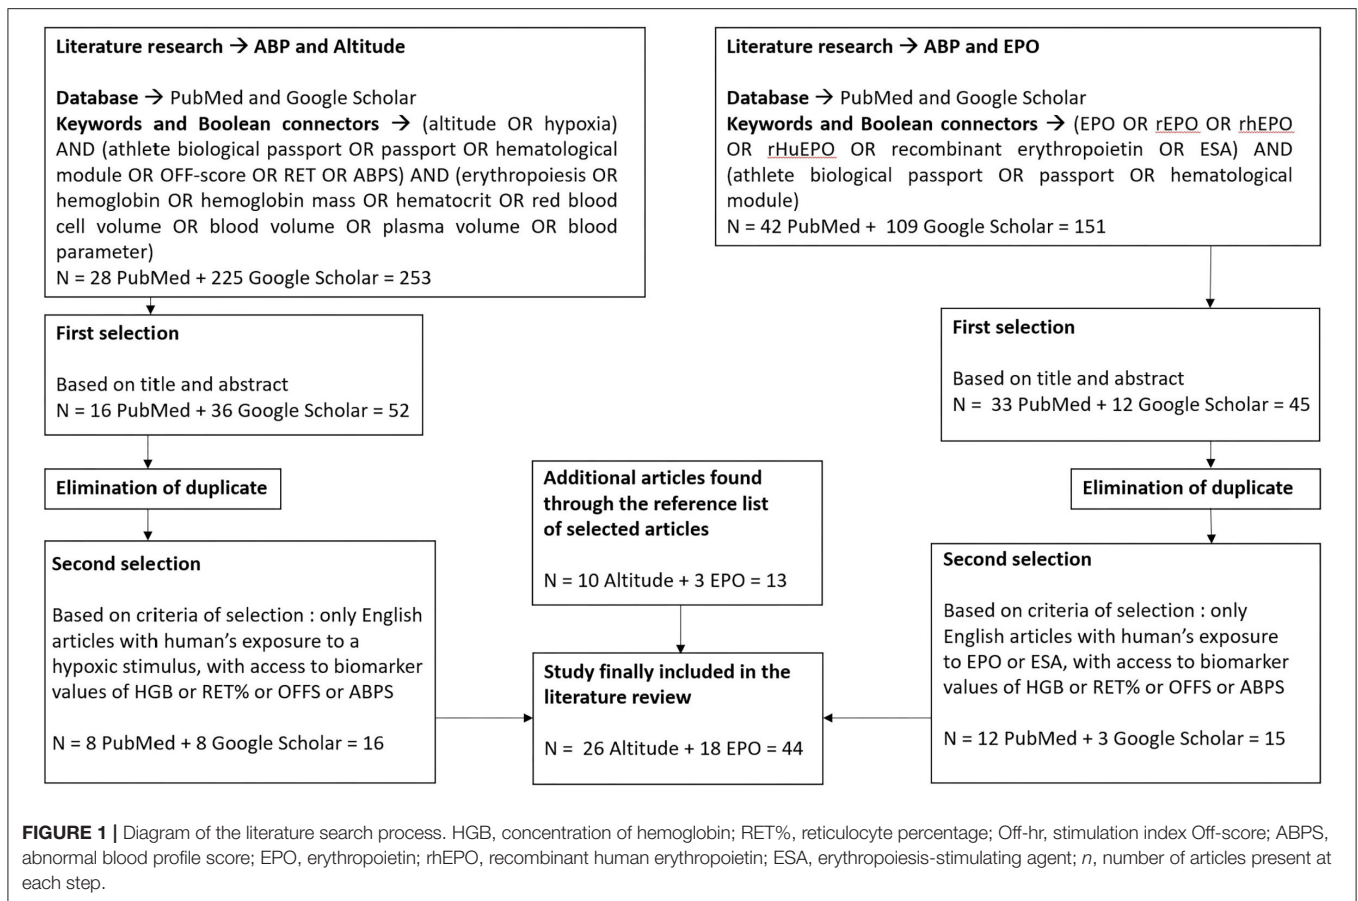 Literature research → ABP and Altitude
Database → PubMed and Google Scholar
Keywords and Boolean connectors → (altitude OR hypoxia)
AND (athlete biological passport OR passport OR hematological
module OR OFF-score OR RET OR ABPS) AND (erythropoiesis OR
hemoglobin OR hemoglobin mass OR hematocrit OR red blood
cell volume OR blood volume OR plasma volume OR blood
parameter)
N = 28 PubMed + 225 Google Scholar = 253
First selection
Based on title and abstract
N = 16 PubMed + 36 Google Scholar = 52
Elimination of duplicate
Second selection
Based on criteria of selection : only English
articles with human's exposure to a
hypoxic stimulus, with access to biomarker
values of HGB or RET% or OFFS or ABPS
N = 8 PubMed + 8 Google Scholar = 16
Literature research → ABP and EPO
Database → PubMed and Google Scholar
Keywords and Boolean connectors → (EPO OR rEPO OR rhEPO
OR rHuEPO OR recombinant erythropoietin OR ESA) AND
(athlete biological passport OR passport OR hematological
module)
N = 42 PubMed + 109 Google Scholar = 151
First selection
Based on title and abstract
N = 33 PubMed + 12 Google Scholar = 45
Elimination of duplicate
Second selection
Based on criteria of selection : only
English articles with human's exposure
to EPO or ESA, with access to biomarker
values of HGB or RET% or OFFS or ABPS
N = 12 PubMed + 3 Google Scholar = 15
Additional articles found
through the reference list
of selected articles
N = 10 Altitude + 3 EPO = 13
Study finally included in the
literature review
N = 26 Altitude + 18 EPO = 44
FIGURE 1 | Diagram of the literature search process. HGB, concentration of hemoglobin; RET%, reticulocyte percentage; Off-hr, stimulation index Off-score; ABPS,
abnormal blood profile score; EPO, erythropoietin; rhEPO, recombinant human erythropoietin; ESA, erythropoiesis-stimulating agent; n, number of articles present at
each step.